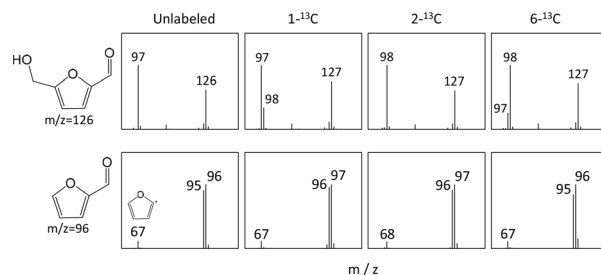 Unlabeled 1-¹³C 2-¹³C 6-¹³C
HO O O
m/z=126
97 126
97 98 127
98 127
97 98 127
O O
m/z=96
O
67 95 96
67 96 97
68 96 97
67 95 96
m / z